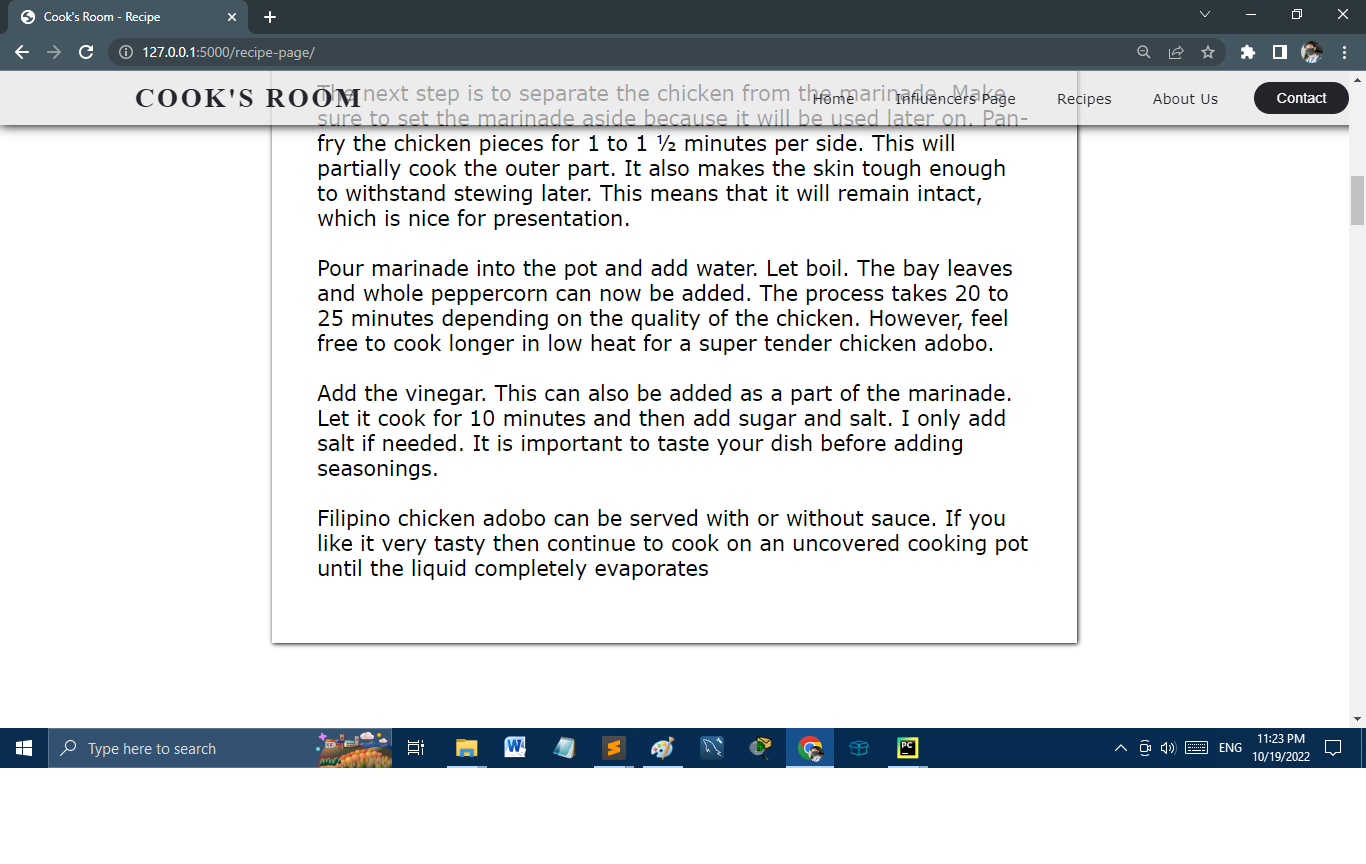 Cook's Room - Recipe
127.0.0.1:5000/recipe-page/
COOK'S ROOM
Home
Influencers Page
Recipes
About Us
Contact
The next step is to separate the chicken from the marinade. Make
sure to set the marinade aside because it will be used later on. Pan-
fry the chicken pieces for 1 to 1 ½ minutes per side. This will
partially cook the outer part. It also makes the skin tough enough
to withstand stewing later. This means that it will remain intact,
which is nice for presentation.
Pour marinade into the pot and add water. Let boil. The bay leaves
and whole peppercorn can now be added. The process takes 20 to
25 minutes depending on the quality of the chicken. However, feel
free to cook longer in low heat for a super tender chicken adobo.
Add the vinegar. This can also be added as a part of the marinade.
Let it cook for 10 minutes and then add sugar and salt. I only add
salt if needed. It is important to taste your dish before adding
seasonings.
Filipino chicken adobo can be served with or without sauce. If you
like it very tasty then continue to cook on an uncovered cooking pot
until the liquid completely evaporates
Type here to search
W
PC
ENG
11:23 PM
10/19/2022